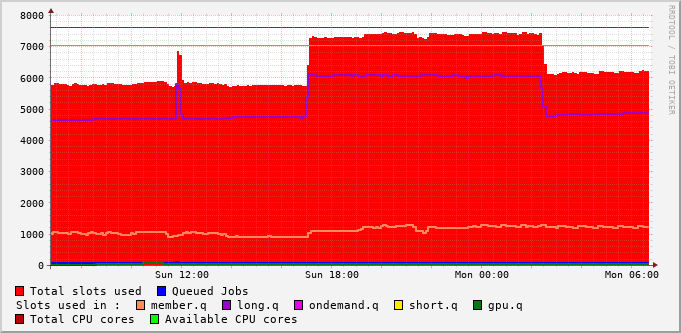 8000
7000
6000
5000
4000
3000
2000
1000
0
Sun 12:00 Sun 18:00 Mon 00:00 Mon 06:00
Total slots used Queued Jobs
Slots used in : member.q long.q ondemand.q short.q gpu.q
Total CPU cores Available CPU cores
RRDTOOL / TOBI OETIKER